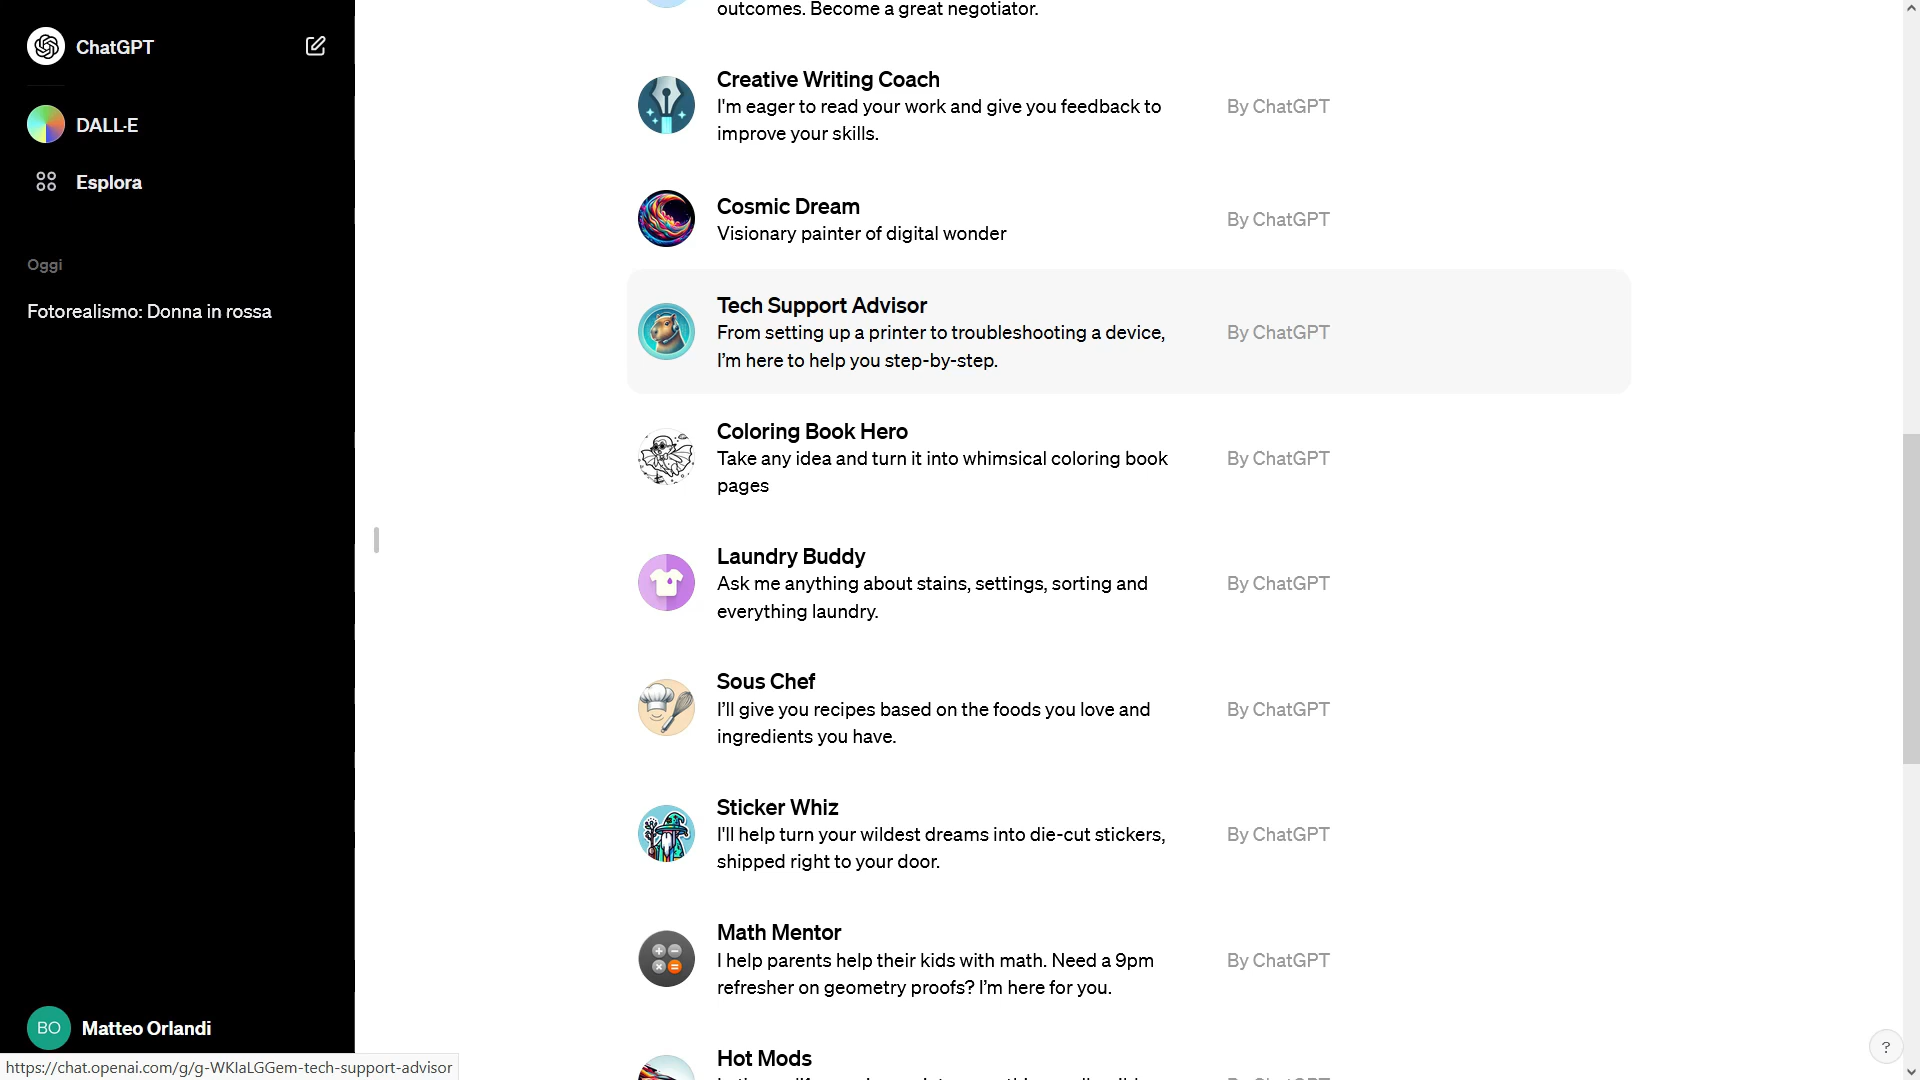 ChatGPT
DALL·E
Esplora
Oggi
Fotorealismo: Donna in rossa
BO
Matteo Orlandi
https://chat.openai.com/g/g-WKIaLGGem-tech-support-advisor
outcomes. Become a great negotiator.
Creative Writing Coach
I'm eager to read your work and give you feedback to
improve your skills.
By ChatGPT
Cosmic Dream
Visionary painter of digital wonder
By ChatGPT
Tech Support Advisor
From setting up a printer to troubleshooting a device,
I’m here to help you step-by-step.
By ChatGPT
Coloring Book Hero
Take any idea and turn it into whimsical coloring book
pages
By ChatGPT
Laundry Buddy
Ask me anything about stains, settings, sorting and
everything laundry.
By ChatGPT
Sous Chef
I’ll give you recipes based on the foods you love and
ingredients you have.
By ChatGPT
Sticker Whiz
I'll help turn your wildest dreams into die-cut stickers,
shipped right to your door.
By ChatGPT
Math Mentor
I help parents help their kids with math. Need a 9pm
refresher on geometry proofs? I’m here for you.
By ChatGPT
Hot Mods
?